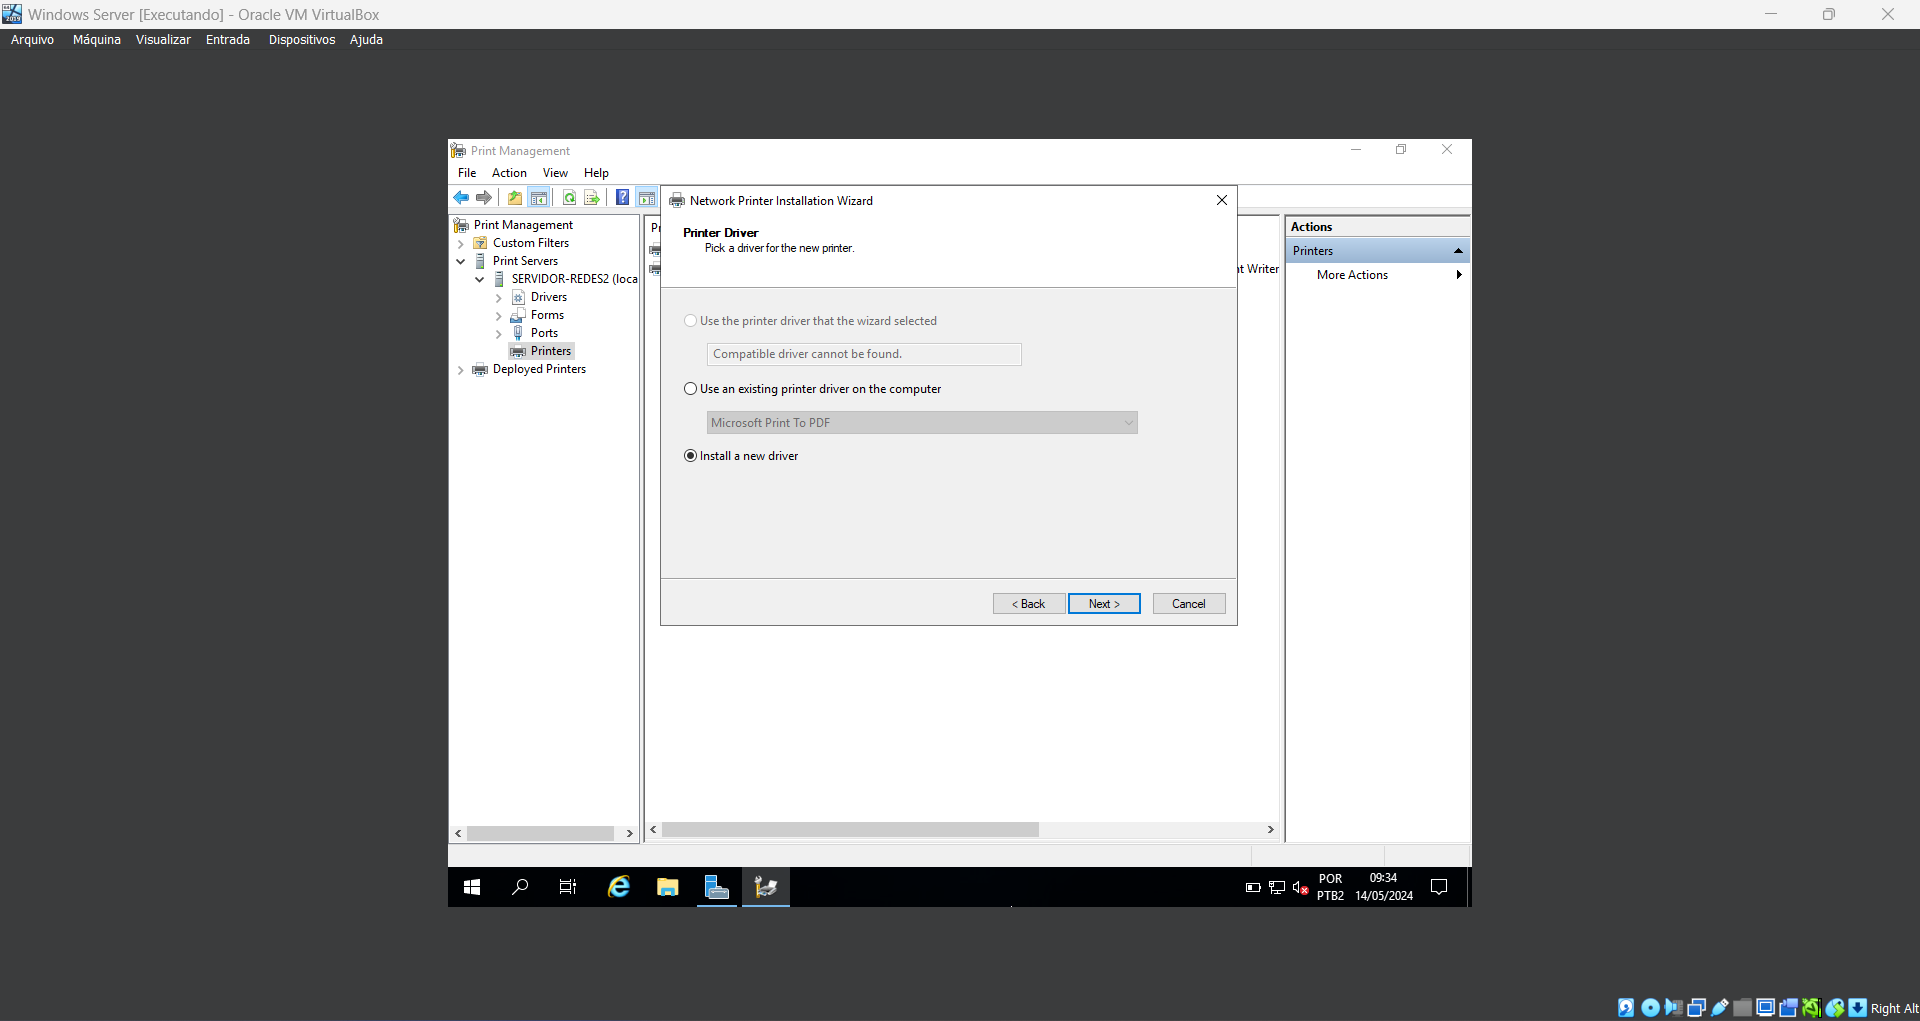 Windows Server [Executando] - Oracle VM VirtualBox
Arquivo Máquina Visualizar Entrada Dispositivos Ajuda
Print Management
File Action View Help
Print Management
Custom Filters
Print Servers
SERVIDOR-REDES2 (loca
Drivers
Forms
Ports
Printers
Deployed Printers
Network Printer Installation Wizard
Printer Driver
Pick a driver for the new printer.
Use the printer driver that the wizard selected
Compatible driver cannot be found.
Use an existing printer driver on the computer
Microsoft Print To PDF
Install a new driver
< Back Next > Cancel
Writer
Actions
Printers
More Actions
POR
PTB2
09:34
14/05/2024
Right Alt